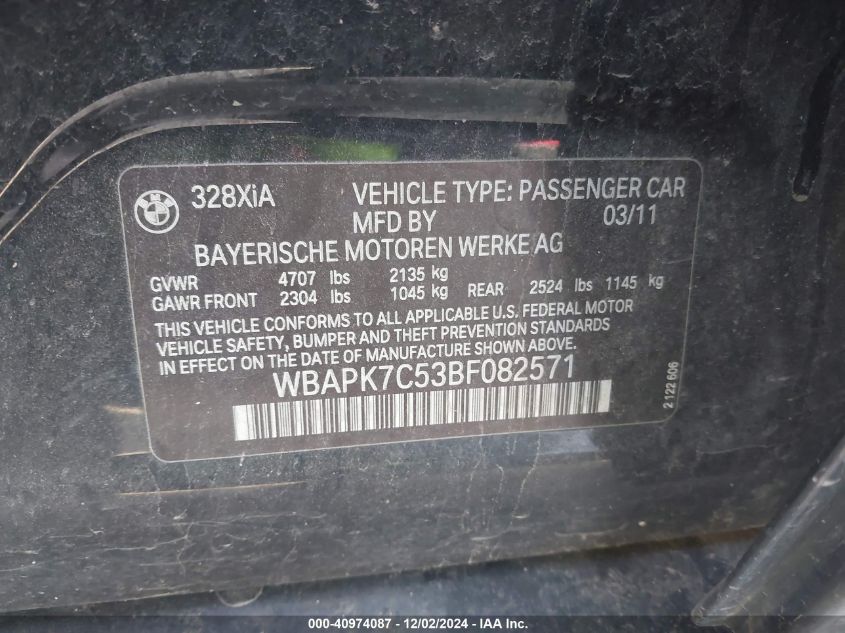 BMW
328XiA VEHICLE TYPE: PASSENGER CAR
MFD BY 03/11
BAYERISCHE MOTOREN WERKE AG
GVWR 4707 lbs 2135 kg
GAWR FRONT 2304 lbs 1045 kg REAR 2524 lbs 1145 kg
THIS VEHICLE CONFORMS TO ALL APPLICABLE U.S. FEDERAL MOTOR
VEHICLE SAFETY, BUMPER AND THEFT PREVENTION STANDARDS
IN EFFECT ON THE DATE OF MANUFACTURE SHOWN ABOVE.
WBAPK7C53BF082571
2 122 606
000-40974087 - 12/02/2024 - IAA Inc.